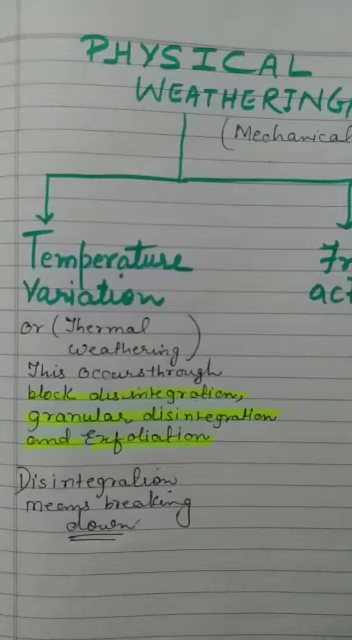 PHYSICAL
WEATHERING
(Mechanical
Temperature
Variation
or (Thermal
weathering)
This occurs through
block disintegration,
granular disintegration
and Exfoliation
Disintegration
means breaking
down